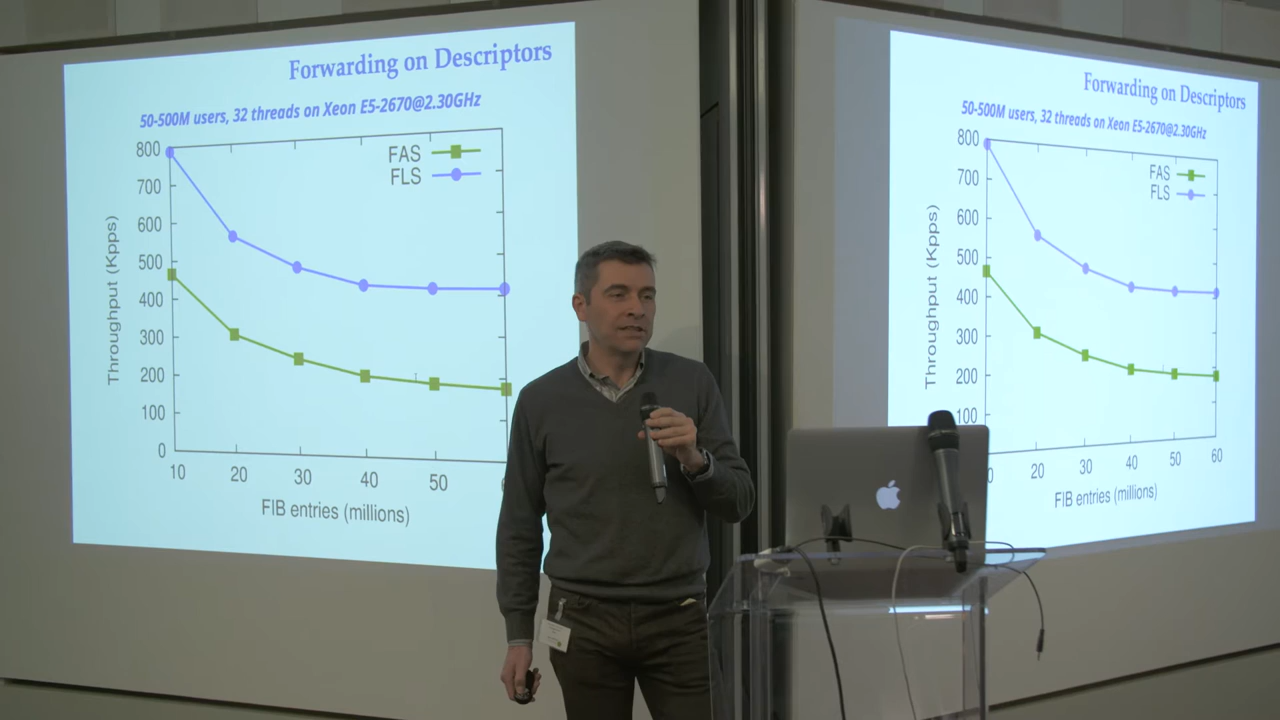 Forwarding on Descriptors
50-500M users, 32 threads on Xeon E5-2670@2.30GHz
FAS
FLS
800
700
600
500
400
300
200
100
0
Throughput (Kpps)
10 20 30 40 50
FIB entries (millions)
Forwarding on Descriptors
50-500M users, 32 threads on Xeon E5-2670@2.30GHz
FAS
FLS
800
700
600
500
400
300
200
100
Throughput (Kpps)
0 20 30 40 50 60
FIB entries (millions)